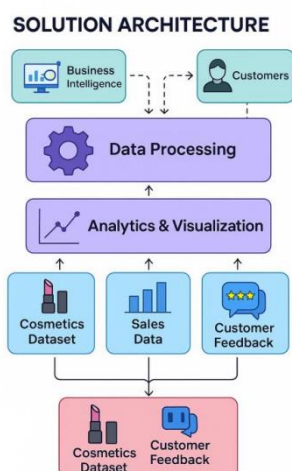 SOLUTION ARCHITECTURE
Business
Intelligence
Customers
Data Processing
Analytics & Visualization
Cosmetics
Dataset
Sales
Data
Customer
Feedback
Cosmetics
Dataset
Customer
Feedback